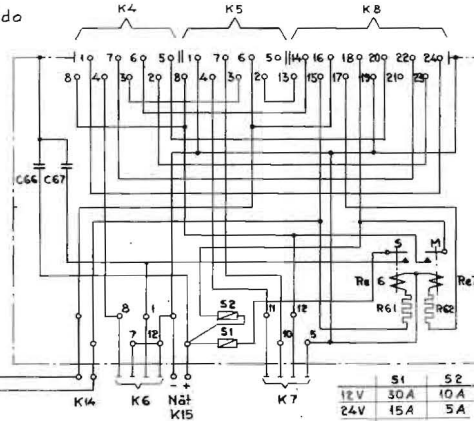 do
K4 K5 K8
1 7 6 5 1 7 6 5 14 16 18 20 22 24
8 4 3 2 8 4 3 2 13 15 17 19 21 23
C66 C67
S M
Re 6 Re7
R61 R62
8 1 S2 11 12
7 12 S1 10 5
- +
K14 K6 Nät K7
K15
S1 S2
12V 30A 10A
24V 15A 5A